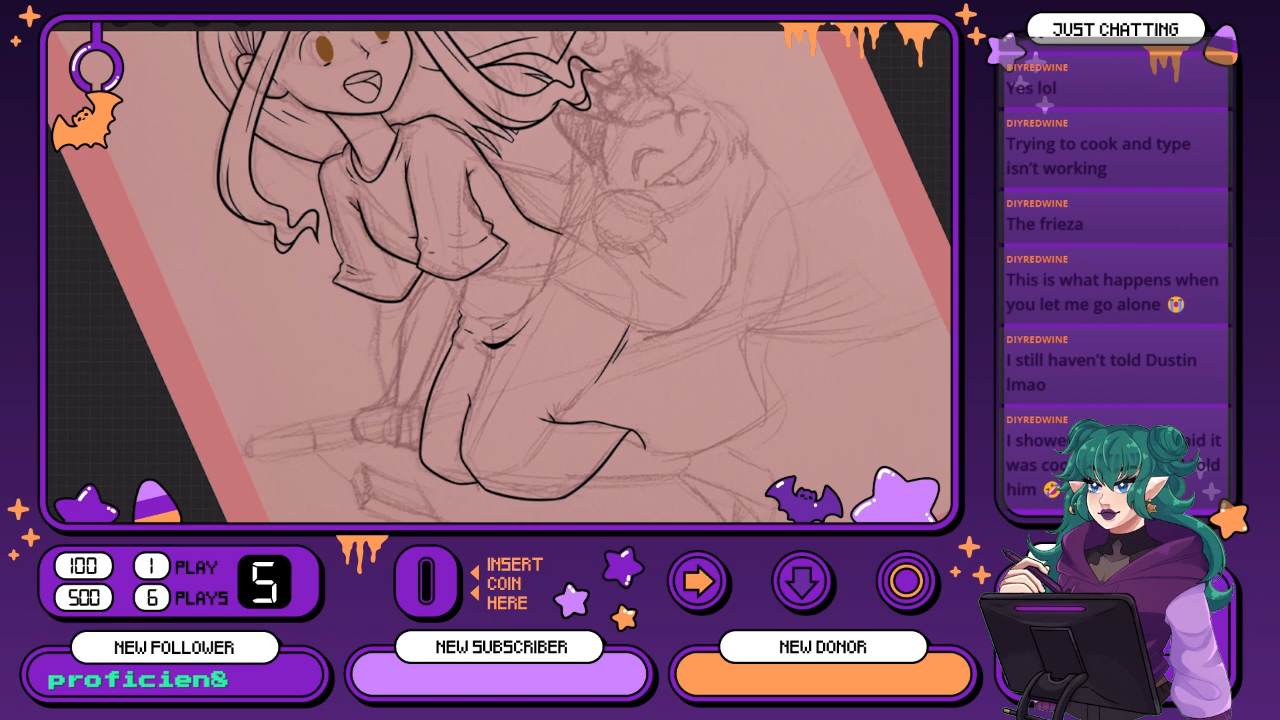 JUST CHATTING
DIYREDWINE
Yes lol
DIYREDWINE
Trying to cook and type
isn't working
DIYREDWINE
The frieza
DIYREDWINE
This is what happens when
you let me go alone 😭
DIYREDWINE
I still haven't told Dustin
lmao
DIYREDWINE
I showe
it
was
him 🤣
100
1 PLAY
500
6 PLAYS
5
INSERT
COIN
HERE
NEW FOLLOWER
proficien&
NEW SUBSCRIBER
NEW DONOR